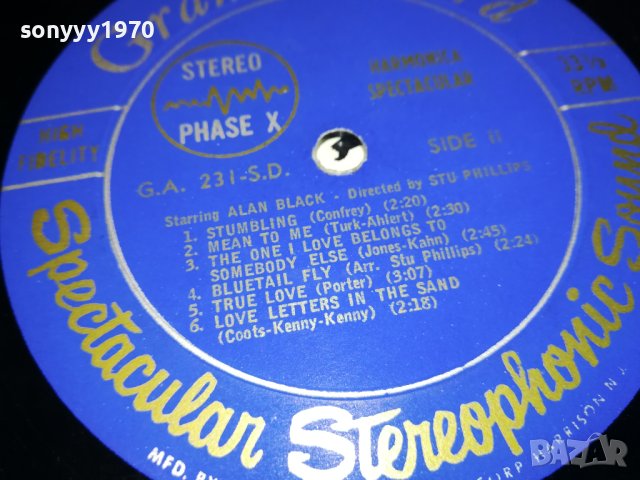 sonyyy1970
STEREO
PHASE X
HARMONICA
SPECTACULAR
33⅓
RPM
HIGH
FIDELITY
G.A. 231-S.D.
SIDE II
Starring ALAN BLACK - Directed by STU PHILLIPS
1. STUMBLING (Confrey) (2:20)
2. MEAN TO ME (Turk-Ahlert) (2:30)
3. THE ONE I LOVE BELONGS TO
SOMEBODY ELSE (Jones-Kahn) (2:45)
4. BLUETAIL FLY (Arr. Stu Phillips) (2:24)
5. TRUE LOVE (Porter) (3:07)
6. LOVE LETTERS IN THE SAND
(Coots-Kenny-Kenny) (2:18)
Spectacular Stereophonic Sound
MFD. BY
CORP. HARRISON N.J.
BAZAR